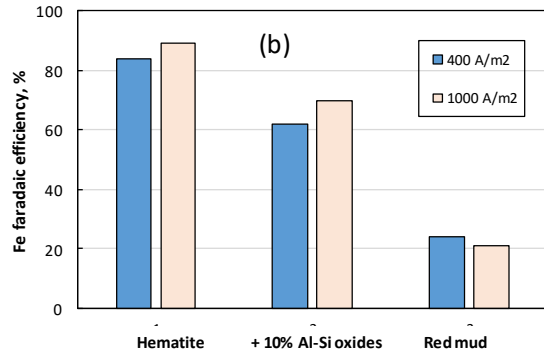 100
80
60
40
20
0
Fe faradaic efficiency, %
(b)
400 A/m2
1000 A/m2
Hematite
+ 10% Al-Si oxides
Red mud